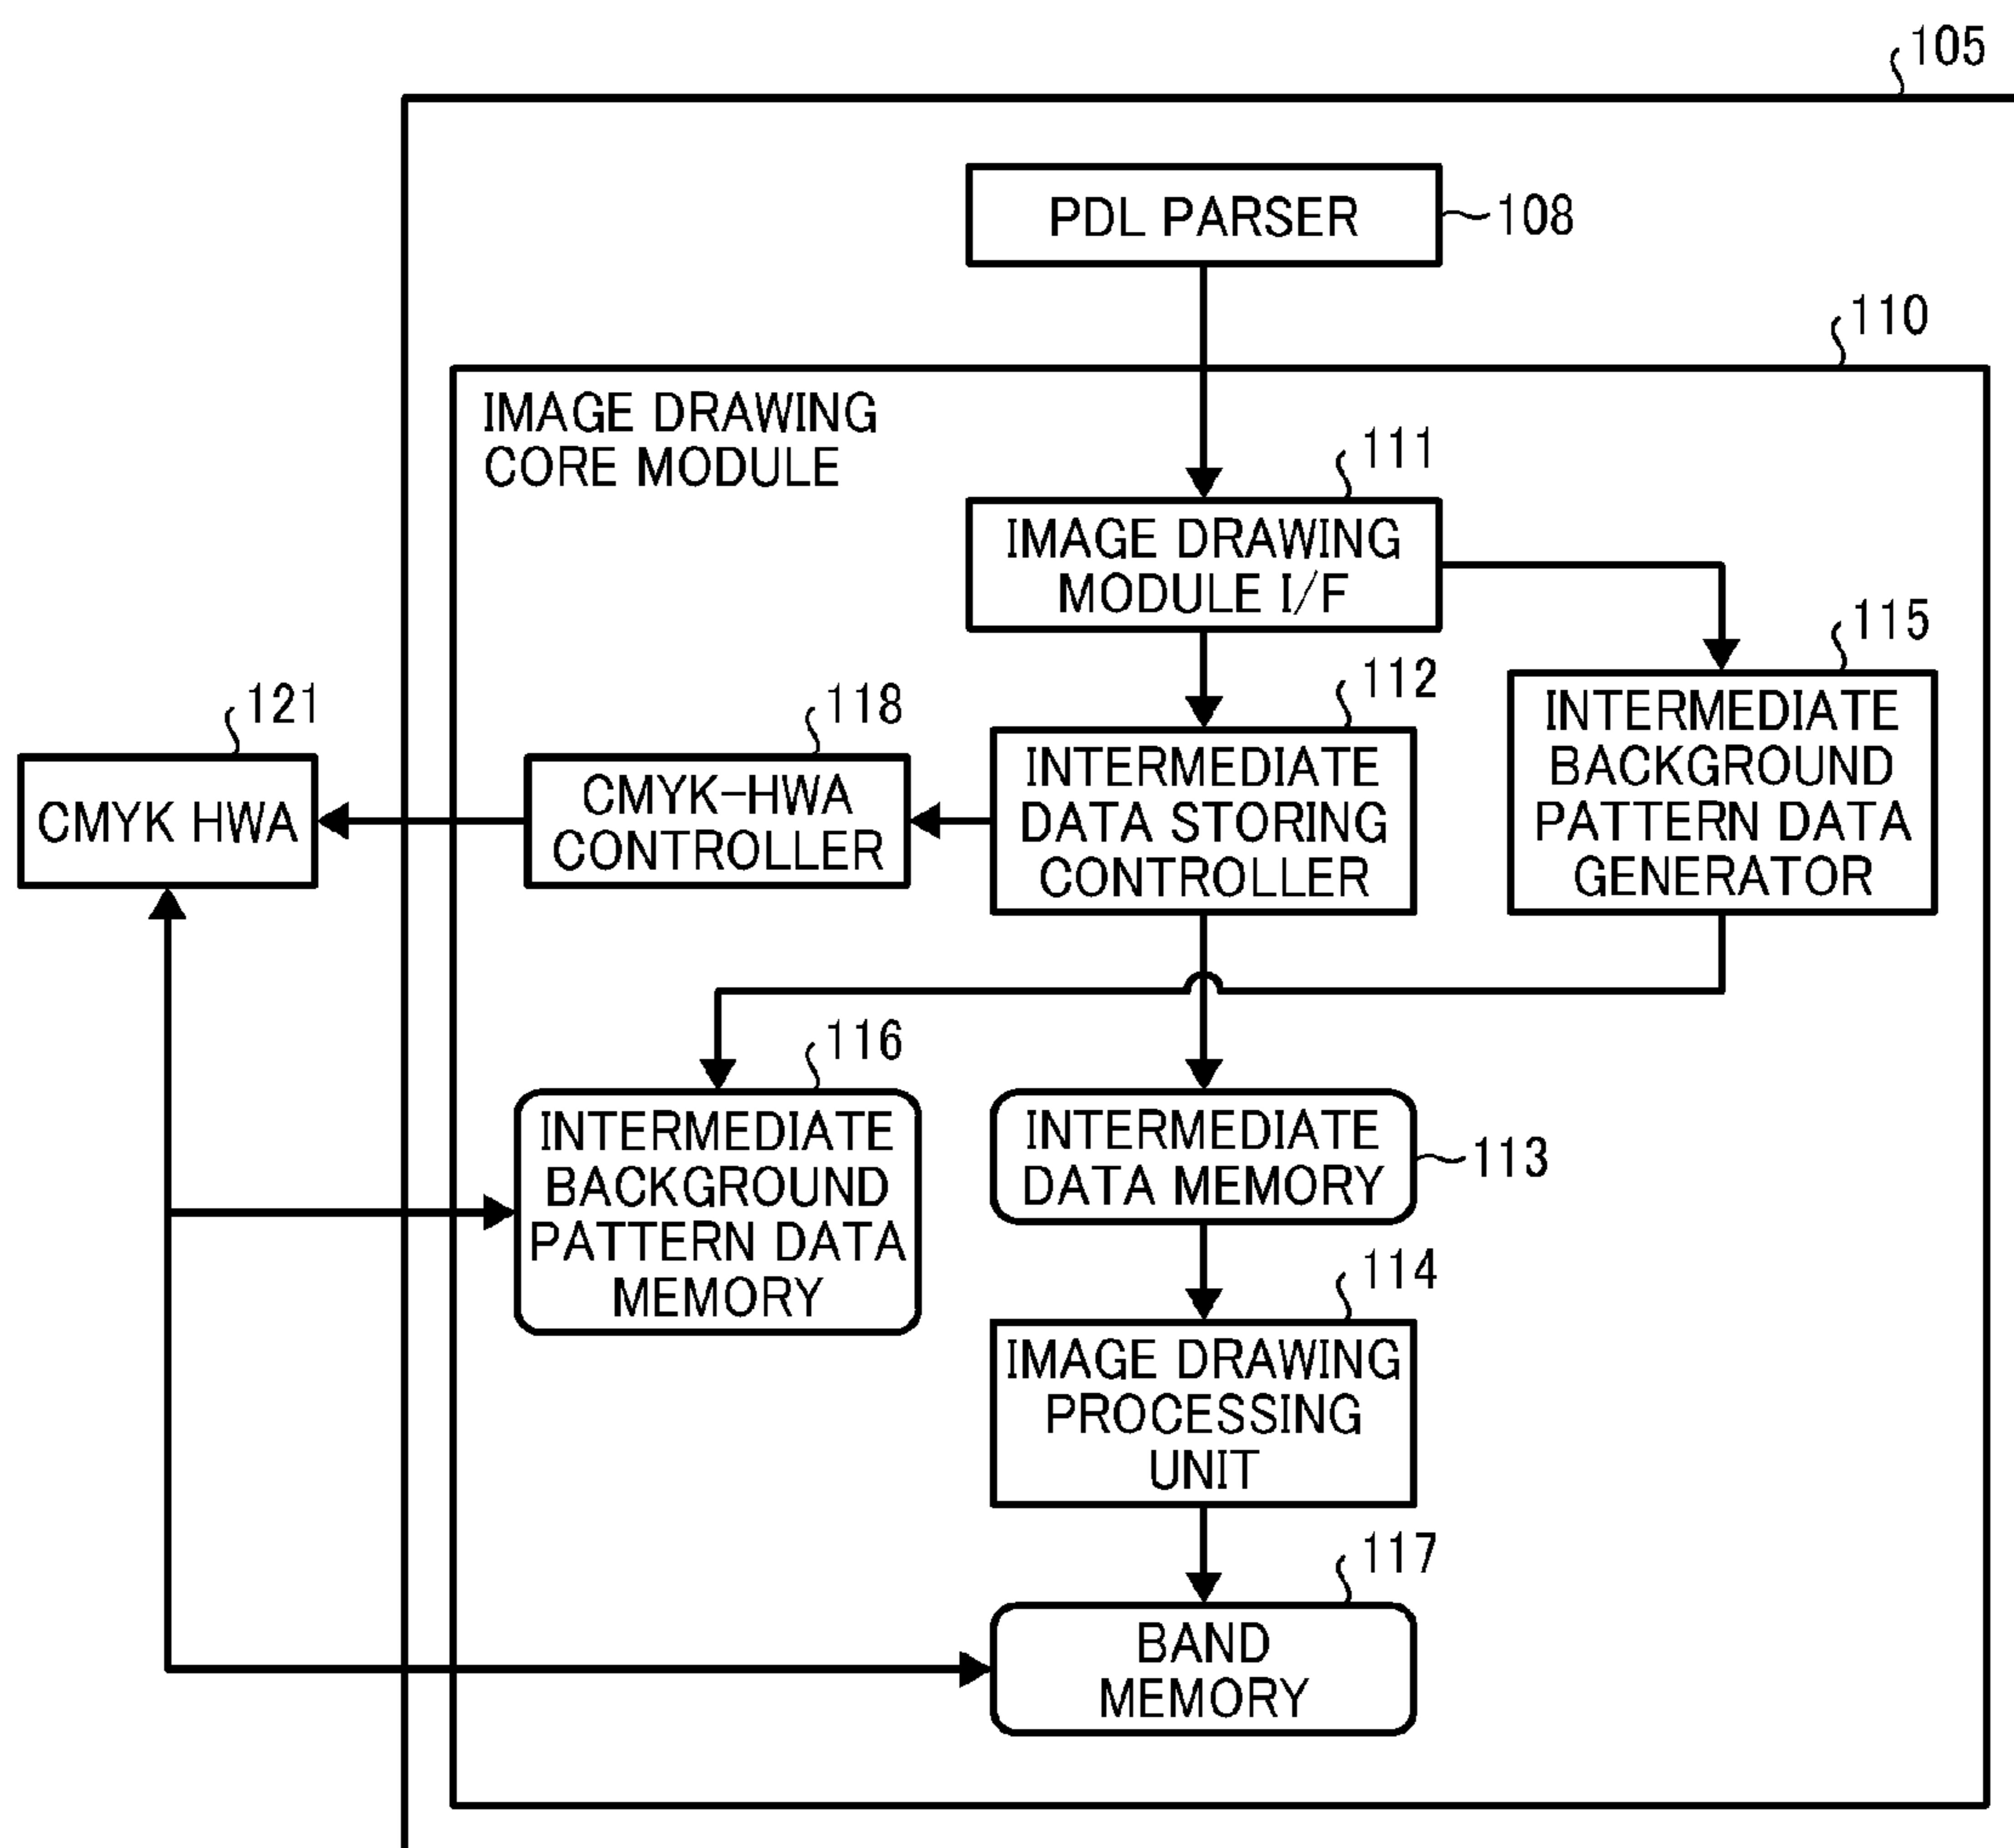 105
PDL PARSER
108
110
IMAGE DRAWING
CORE MODULE
111
IMAGE DRAWING
MODULE I/F
115
INTERMEDIATE
BACKGROUND
PATTERN DATA
GENERATOR
112
INTERMEDIATE
DATA STORING
CONTROLLER
118
CMYK-HWA
CONTROLLER
121
CMYK HWA
116
INTERMEDIATE
BACKGROUND
PATTERN DATA
MEMORY
INTERMEDIATE
DATA MEMORY
113
114
IMAGE DRAWING
PROCESSING
UNIT
117
BAND
MEMORY